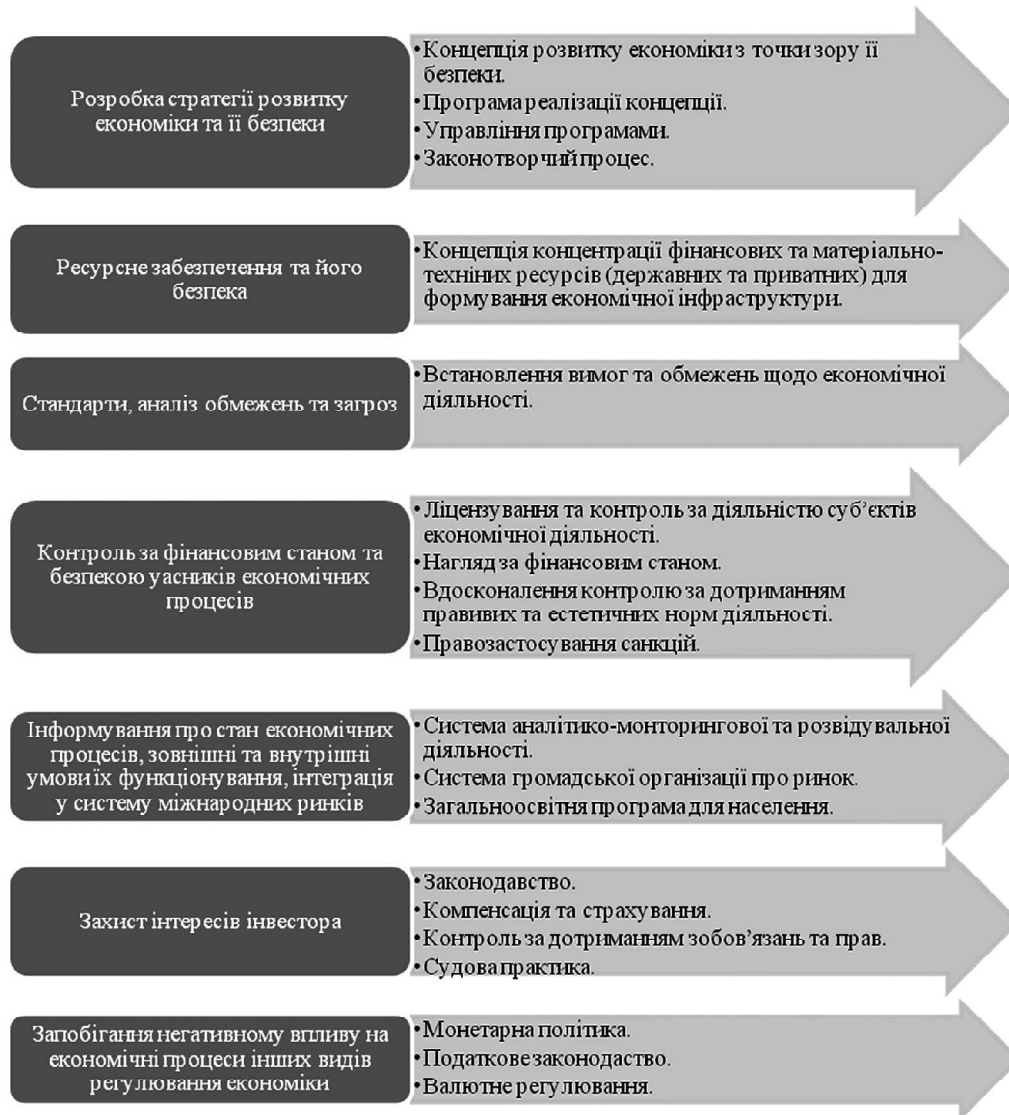 Розробка стратегії розвитку
економіки та її безпеки
•Концепція розвитку економіки з точки зору її
безпеки.
•Програма реалізації концепції.
•Управління програмами.
•Законотворчий процес.
Ресурсне забезпечення та його
безпека
•Концепція концентрації фінансових та матеріально-
техніних ресурсів (державних та приватних) для
формування економічної інфраструктури.
Стандарти, аналіз обмежень та загроз
•Встановлення вимог та обмежень щодо економічної
діяльності.
Контроль за фінансовим станом та
безпекою уасників економічних
процесів
•Ліцензування та контроль за діяльністю суб’єктів
економічної діяльності.
•Нагляд за фінансовим станом.
•Вдосконалення контролю за дотриманням
правивих та естетичних норм діяльності.
•Правозастосування санкцій.
Інформування про стан економічних
процесів, зовнішні та внутрішні
умови їх функціонування, інтеграція
у систему міжнародних ринків
•Система аналітико-монторингової та розвідувальної
діяльності.
•Система громадської організації про ринок.
•Загальноосвітня програма для населення.
Захист інтересів інвестора
•Законодавство.
•Компенсація та страхування.
•Контроль за дотриманням зобов’язань та прав.
•Судова практика.
Запобігання негативному впливу на
економічні процеси інших видів
регулювання економіки
•Монетарна політика.
•Податкове законодаство.
•Валютне регулювання.